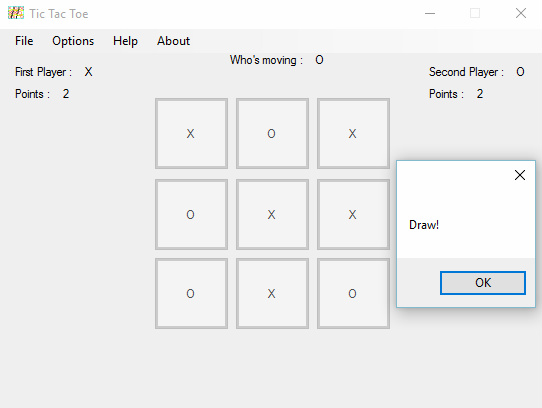 Tic Tac Toe
File Options Help About
Who's moving : O
First Player : X
Second Player : O
Points : 2
Points : 2
X O X
O X X
Draw!
O X O
OK